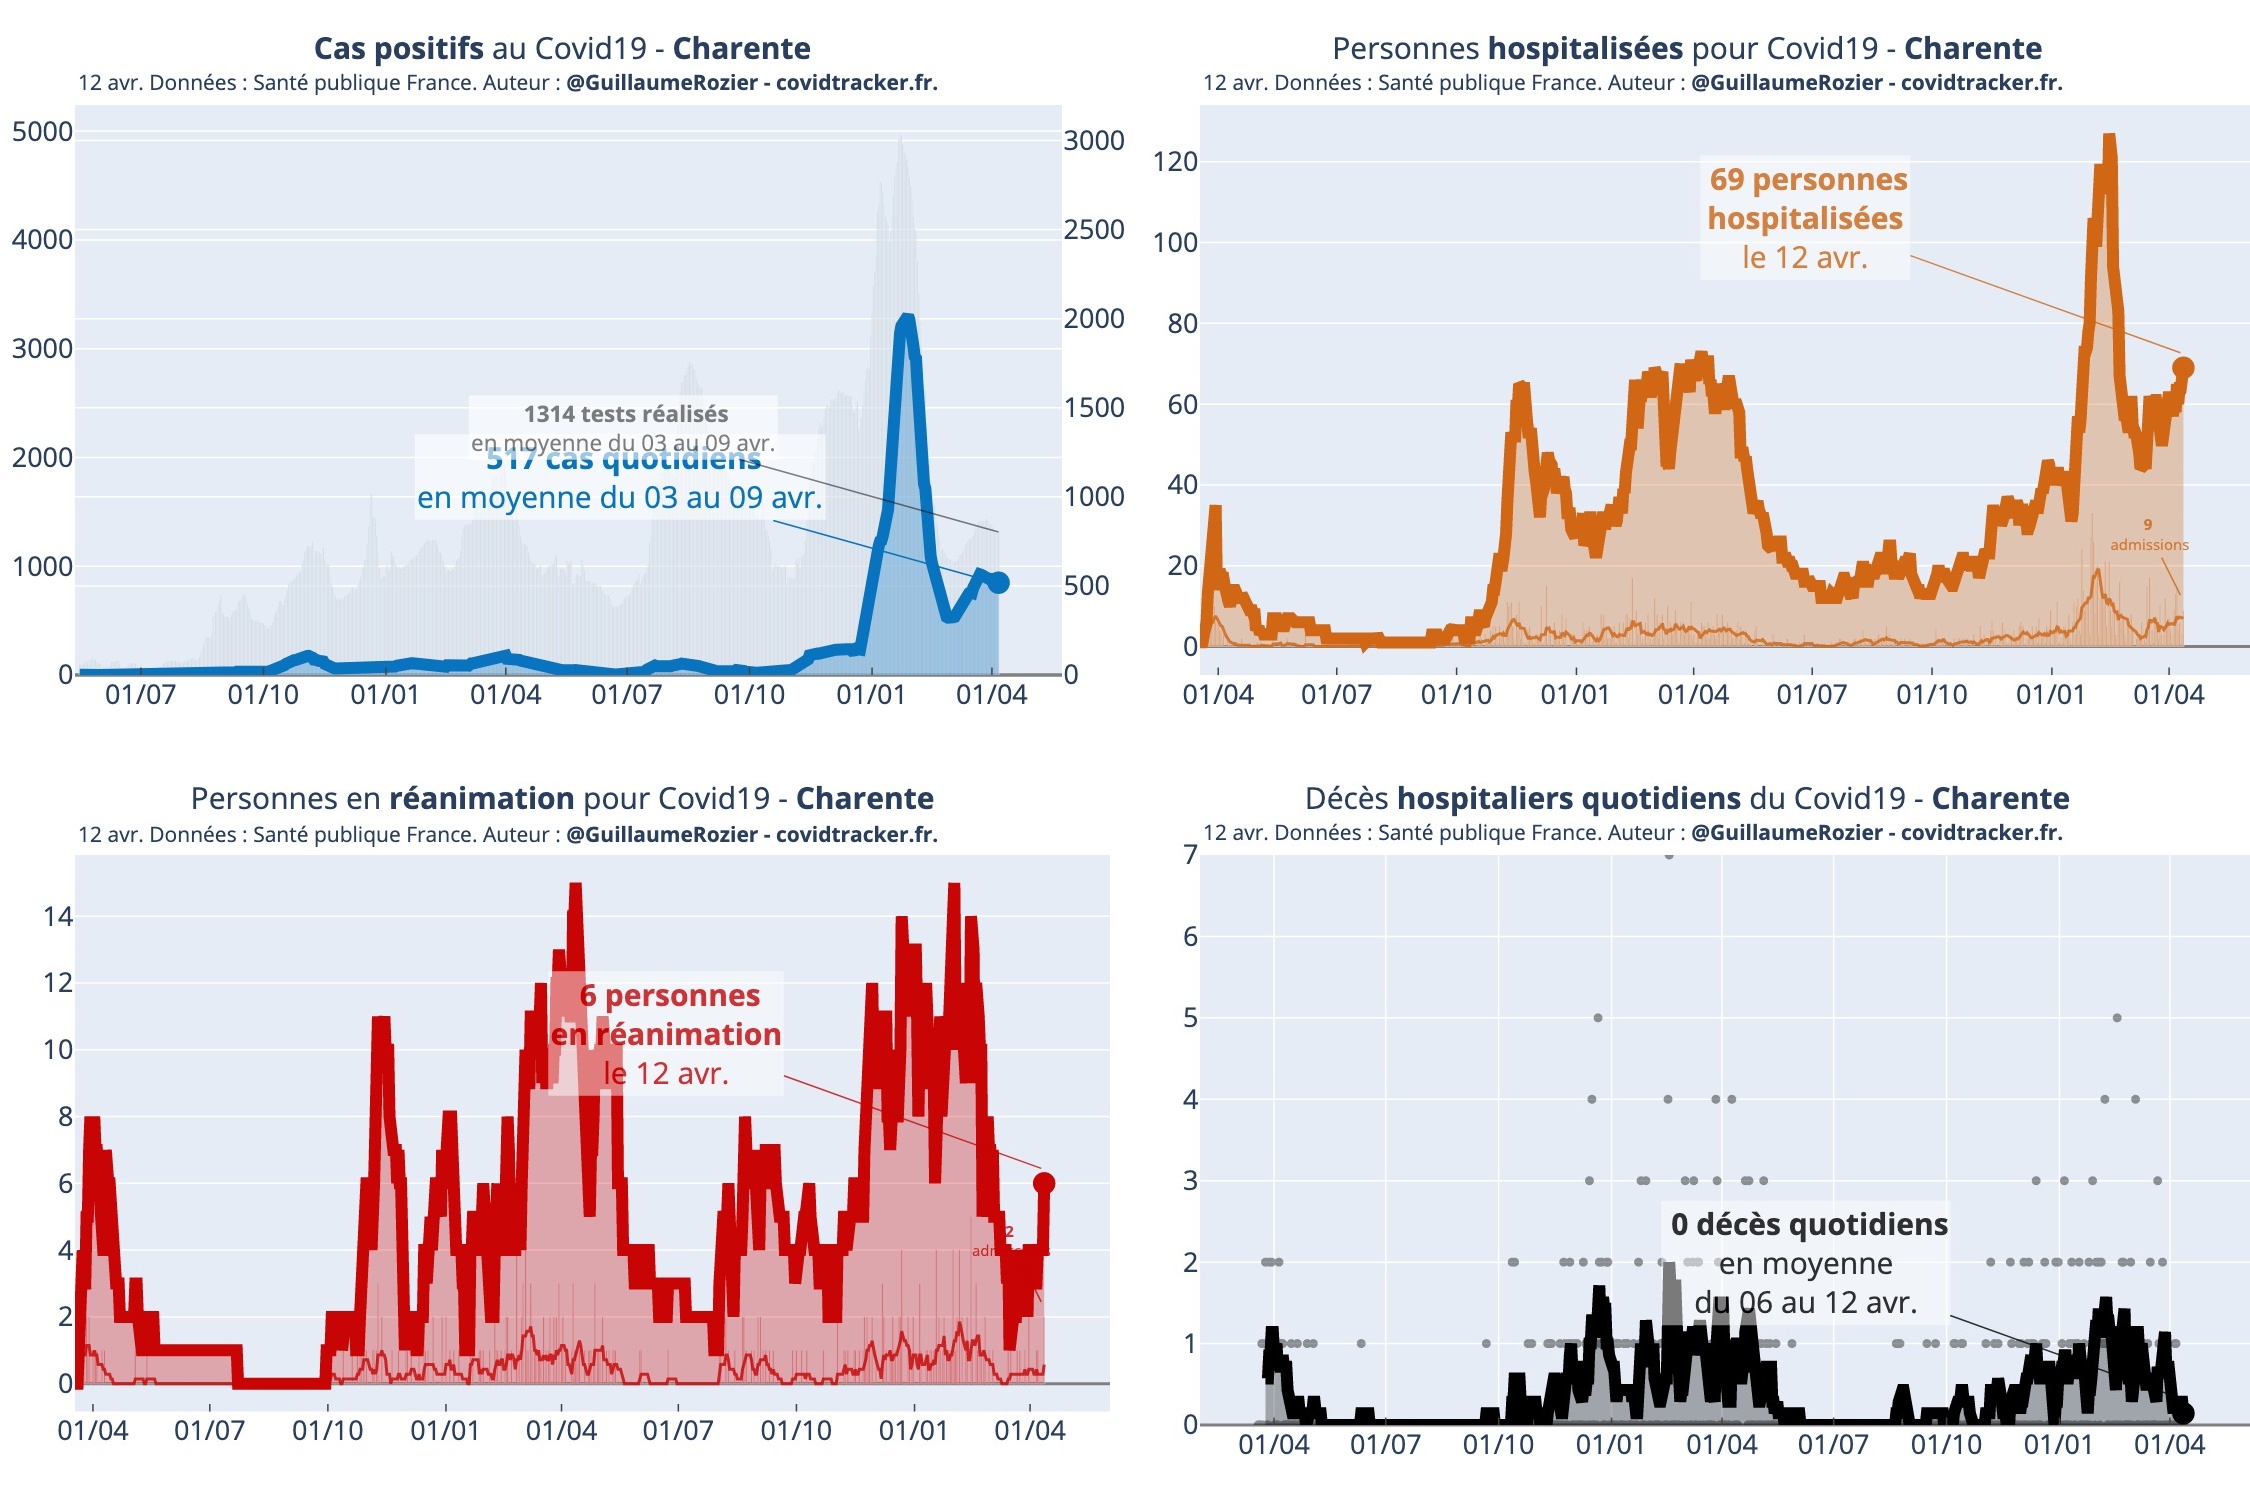 Cas positifs au Covid19 - Charente
12 avr. Données : Santé publique France. Auteur : @GuillaumeRozier - covidtracker.fr.
5000
4000
3000
2000
1000
0
3000
2500
2000
1500
1000
500
0
1314 tests réalisés
en moyenne du 03 au 09 avr.
517 cas quotidiens
en moyenne du 03 au 09 avr.
01/07 01/10 01/01 01/04 01/07 01/10 01/01 01/04
Personnes hospitalisées pour Covid19 - Charente
12 avr. Données : Santé publique France. Auteur : @GuillaumeRozier - covidtracker.fr.
120
100
80
60
40
20
0
69 personnes
hospitalisées
le 12 avr.
9
admissions
01/04 01/07 01/10 01/01 01/04 01/07 01/10 01/01 01/04
Personnes en réanimation pour Covid19 - Charente
12 avr. Données : Santé publique France. Auteur : @GuillaumeRozier - covidtracker.fr.
14
12
10
8
6
4
2
0
6 personnes
en réanimation
le 12 avr.
2
admissions
01/04 01/07 01/10 01/01 01/04 01/07 01/10 01/01 01/04
Décès hospitaliers quotidiens du Covid19 - Charente
12 avr. Données : Santé publique France. Auteur : @GuillaumeRozier - covidtracker.fr.
7
6
5
4
3
2
1
0
0 décès quotidiens
en moyenne
du 06 au 12 avr.
01/04 01/07 01/10 01/01 01/04 01/07 01/10 01/01 01/04